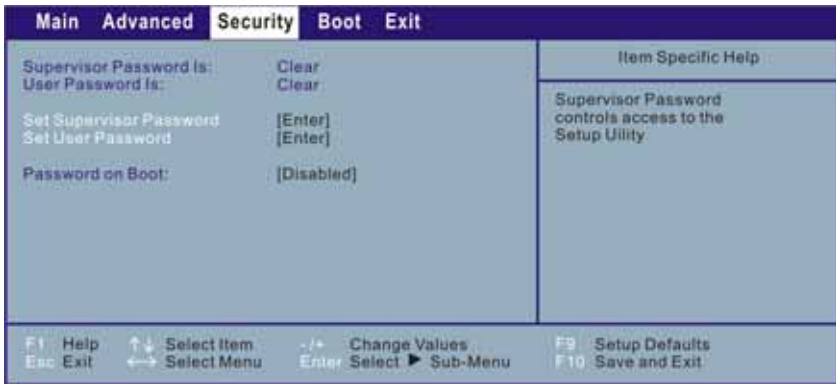 Main Advanced Security Boot Exit
Supervisor Password Is: Clear
User Password Is: Clear
Set Supervisor Password [Enter]
Set User Password [Enter]
Password on Boot: [Disabled]
Item Specific Help
Supervisor Password
controls access to the
Setup Uility
F1 Help ↑↓ Select Item -/+ Change Values F9 Setup Defaults
Esc Exit ←→ Select Menu Enter Select ▶ Sub-Menu F10 Save and Exit